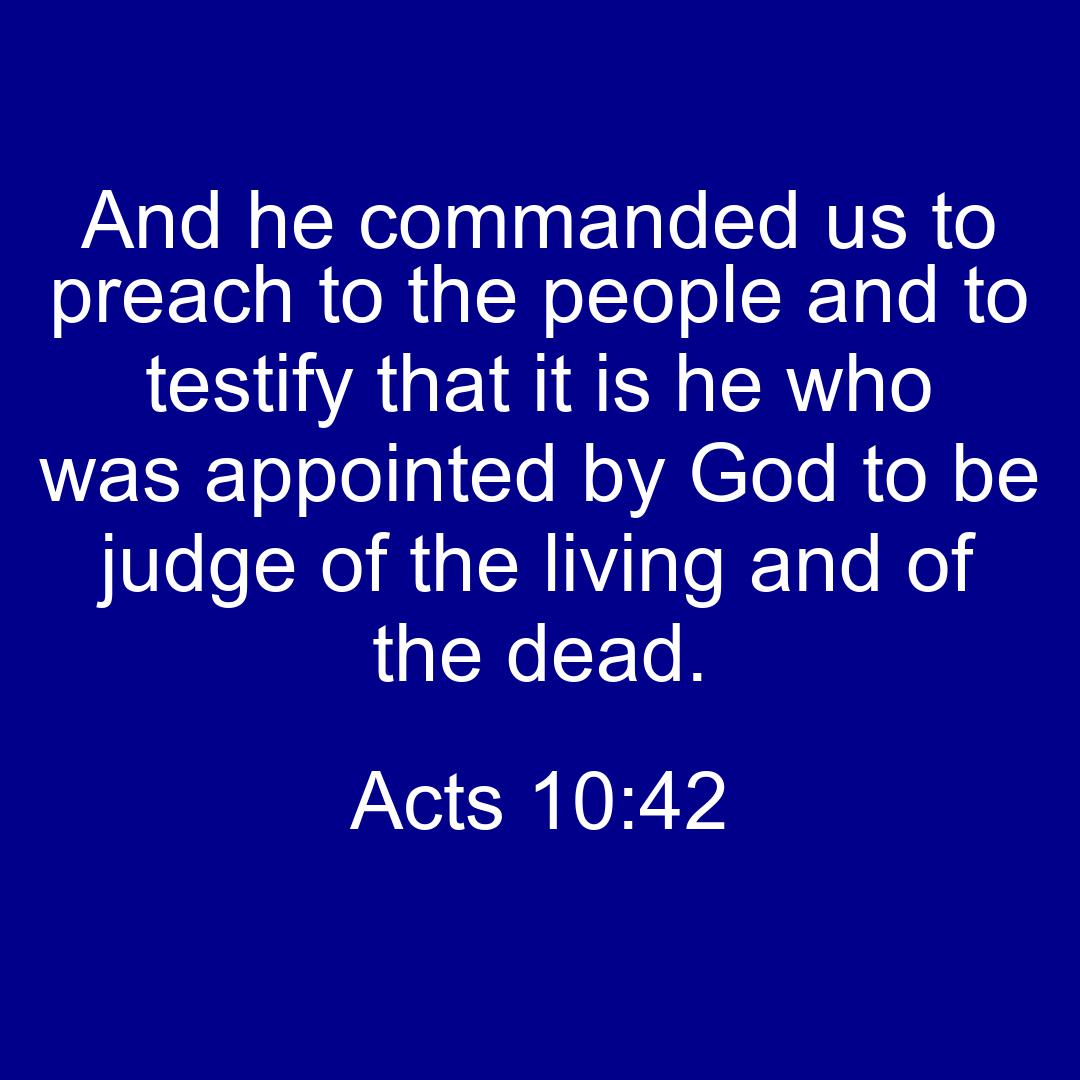 And he commanded us to
preach to the people and to
testify that it is he who
was appointed by God to be
judge of the living and of
the dead.
Acts 10:42